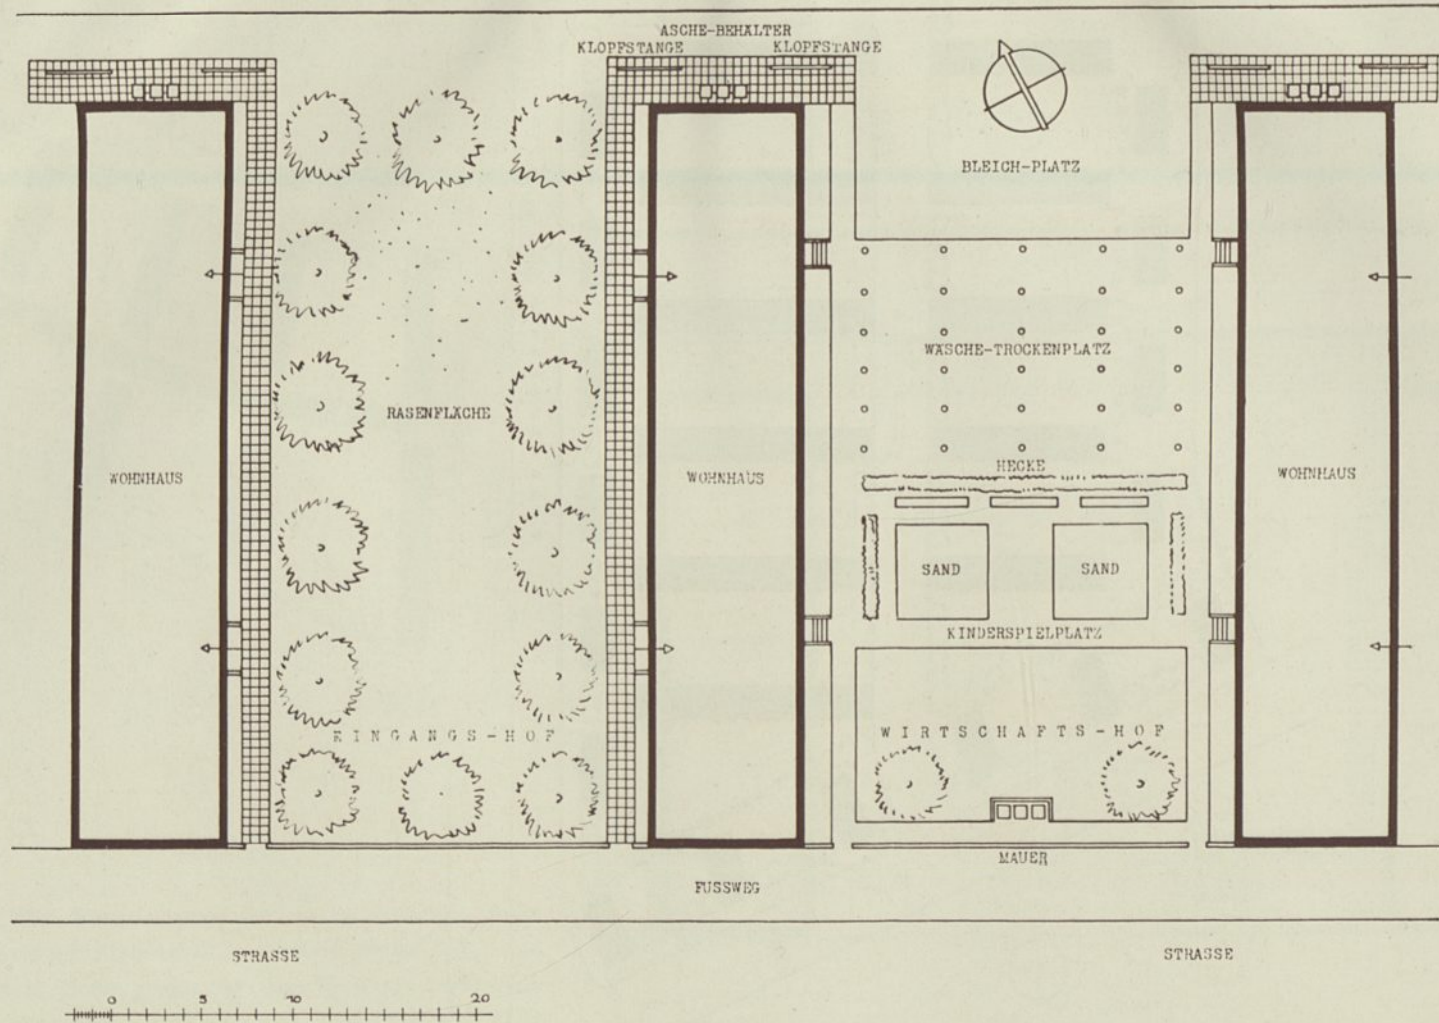 ASCHE-BEHÄLTER
KLOPFSTANGE KLOPFSTANGE
BLEICH-PLATZ
WÄSCHE-TROCKENPLATZ
RASENFLÄCHE
HECKE
WOHNHAUS WOHNHAUS WOHNHAUS
SAND SAND
KINDERSPIELPLATZ
EINGANGS-HOF WIRTSCHAFTS-HOF
MAUER
FUSSWEG
STRASSE STRASSE
0 5 10 20